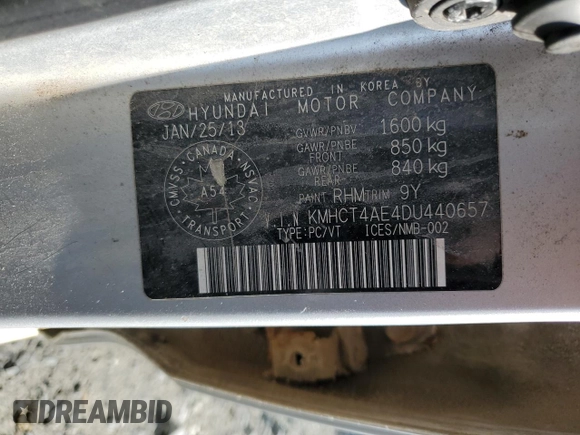 MANUFACTURED IN KOREA BY
HYUNDAI MOTOR COMPANY
JAN/25/13
GVWR/PNBV 1600 kg
GAWR/PNBE FRONT 850 kg
GAWR/PNBE REAR 840 kg
PAINT RHM TRIM 9Y
V.I.N KMHCT4AE4DU440657
TYPE:PC/VT ICES/NMB-002
CMVSS · CANADA · NSVAC
A54
TRANSPORT
DREAMBID